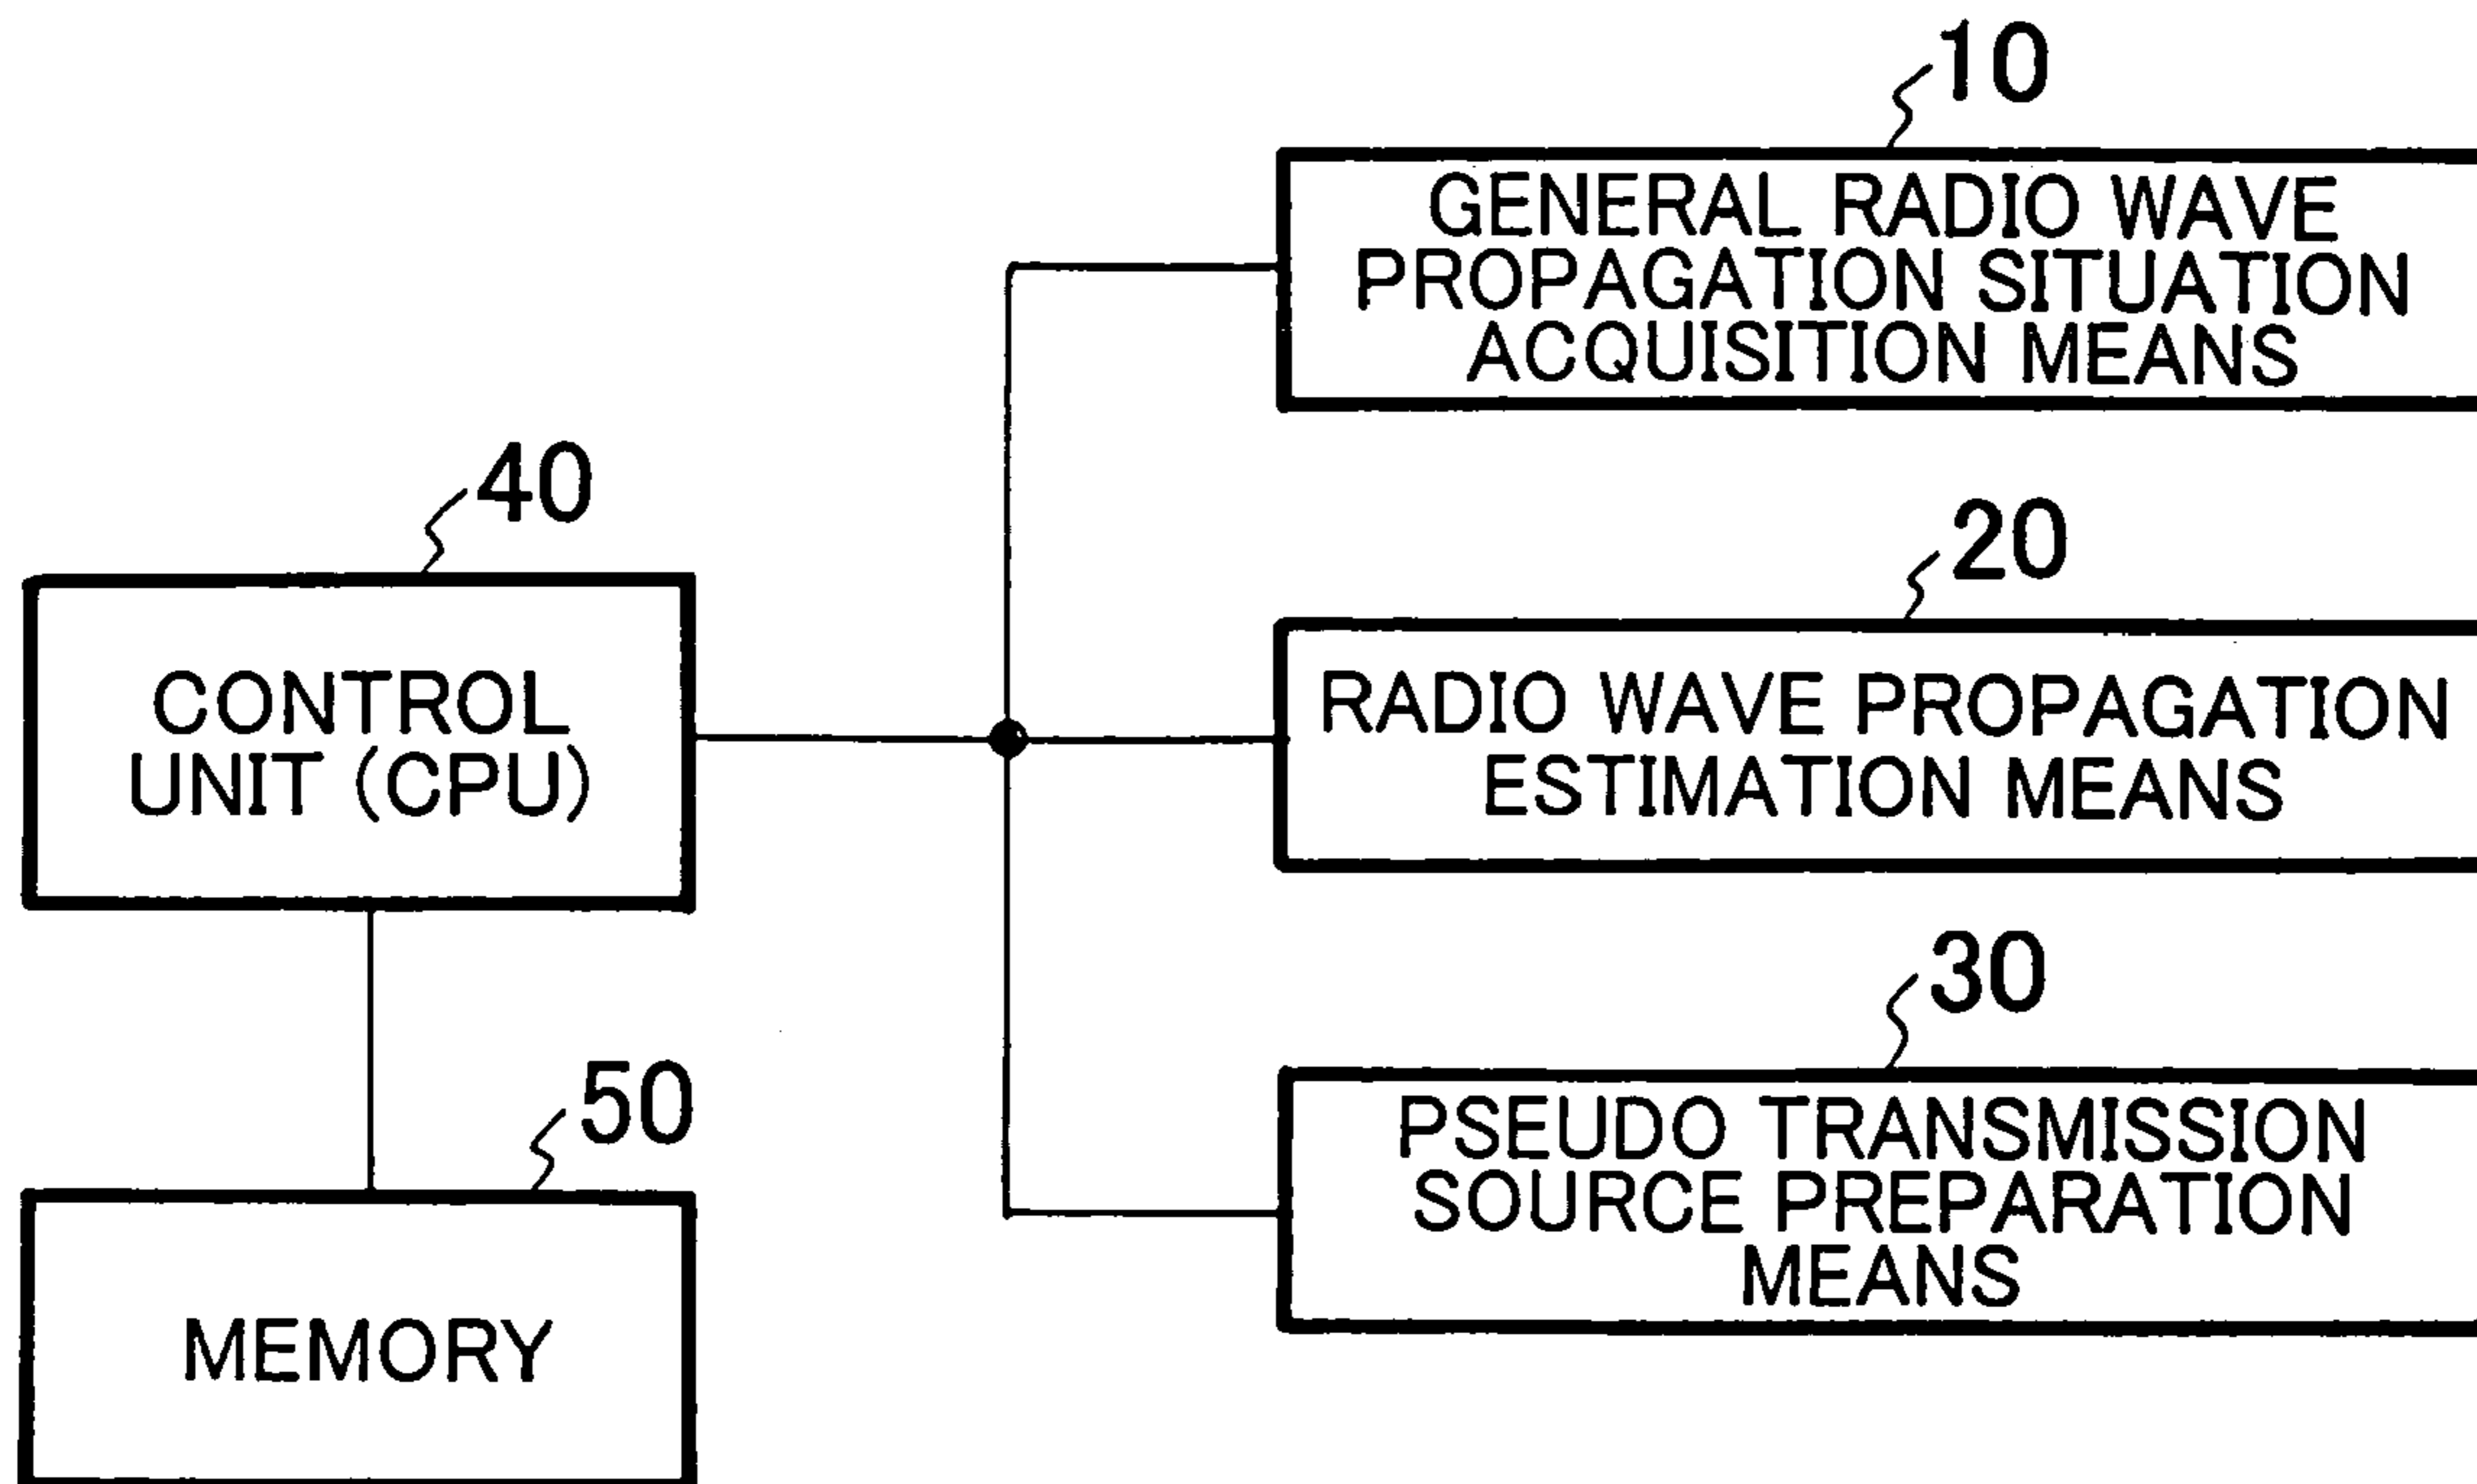 10
GENERAL RADIO WAVE
PROPAGATION SITUATION
ACQUISITION MEANS
40
CONTROL
UNIT (CPU)
20
RADIO WAVE PROPAGATION
ESTIMATION MEANS
30
PSEUDO TRANSMISSION
SOURCE PREPARATION
MEANS
50
MEMORY